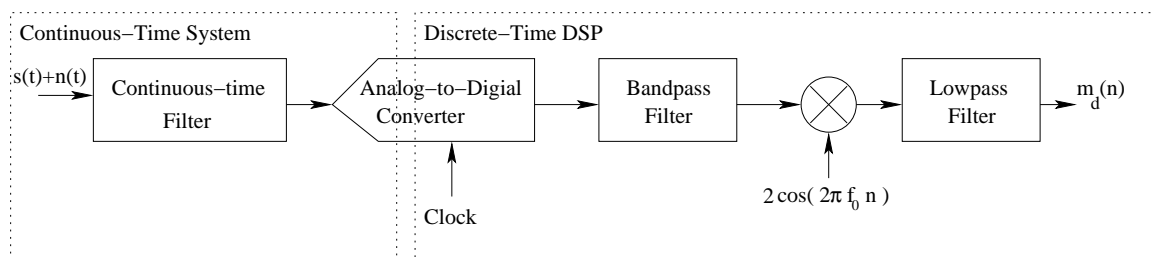 Continuous−Time System
Discrete−Time DSP
s(t)+n(t)
Continuous−time
Filter
Analog−to−Digial
Converter
Bandpass
Filter
Lowpass
Filter
m_d(n)
2 cos( 2π f_0 n )
Clock